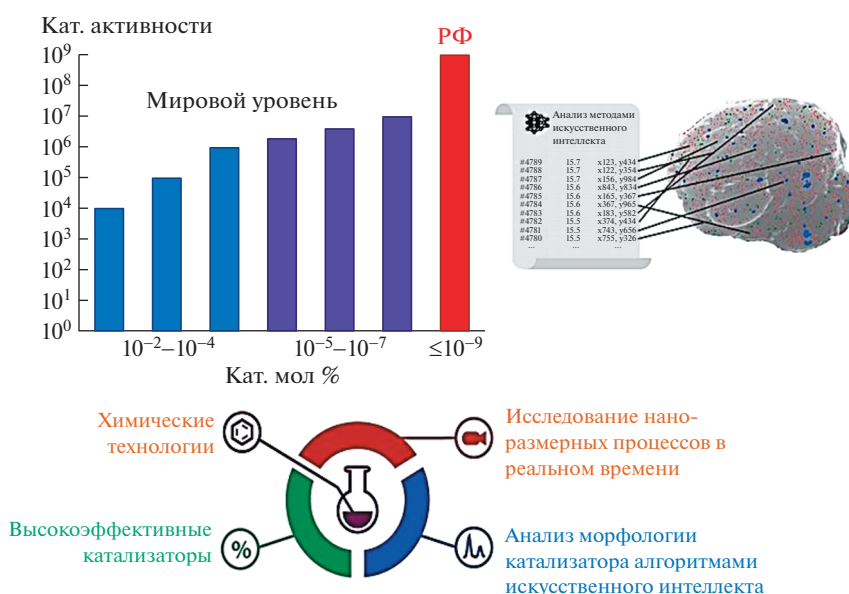 Кат. активности
РФ
10⁹
10⁸
10⁷
10⁶
10⁵
10⁴
10³
10²
10¹
10⁰
Мировой уровень
10⁻²–10⁻⁴
10⁻⁵–10⁻⁷
≤10⁻⁹
Кат. мол %
Анализ методами
искусственного
интеллекта
#4789 15.7 x123, y434
#4788 15.7 x122, y354
#4787 15.7 x156, y984
#4786 15.6 x843, y834
#4785 15.6 x165, y367
#4784 15.6 x367, y965
#4783 15.6 x183, y582
#4782 15.5 x374, y434
#4781 15.5 x743, y656
#4780 15.5 x755, y326
... ... ...
Химические
технологии
Исследование нано-
размерных процессов в
реальном времени
Высокоэффективные
катализаторы
%
Анализ морфологии
катализатора алгоритмами
искусственного интеллекта